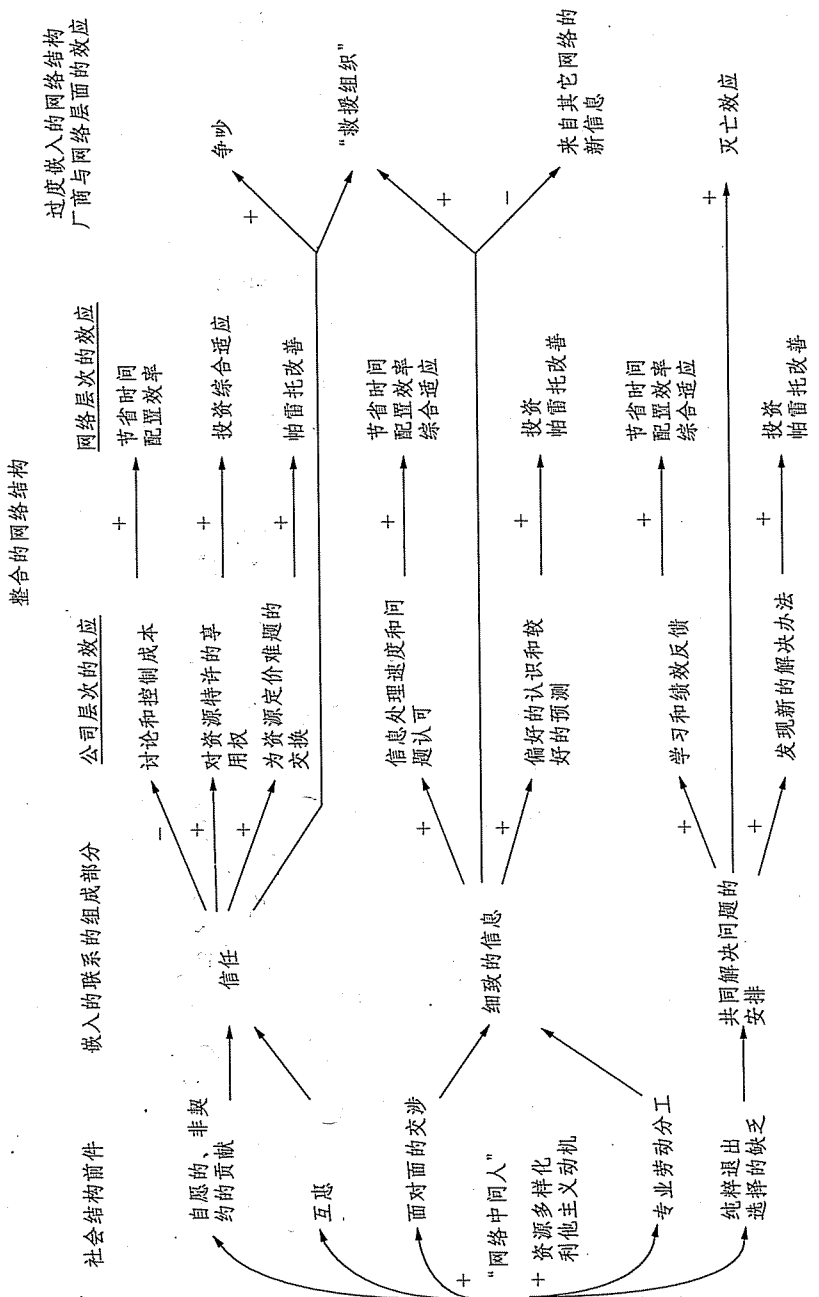 整合的网络结构
过度嵌入的网络结构
厂商与网络层面的效应
社会结构前件
嵌入的联系的组成部分
公司层次的效应
网络层次的效应
自愿的、非契
约的贡献
互惠
面对面的交涉
+
“网络中间人”
+
资源多样化
利他主义动机
专业劳动分工
纯粹退出
选择的缺乏
信任
细致的信息
共同解决问题的
安排
−
+
+
讨论和控制成本
对资源特许的享
用权
为资源定价难题的
交换
+
+
信息处理速度和问
题认可
偏好的认识和较
好的预测
+
+
学习和绩效反馈
发现新的解决办法
+
节省时间
配置效率
+
投资综合适应
+
帕雷托改善
+
节省时间
配置效率
综合适应
+
投资
帕雷托改善
+
节省时间
配置效率
综合适应
+
投资
帕雷托改善
+
争吵
“救援组织”
+
−
来自其它网络的
新信息
+
灭亡效应